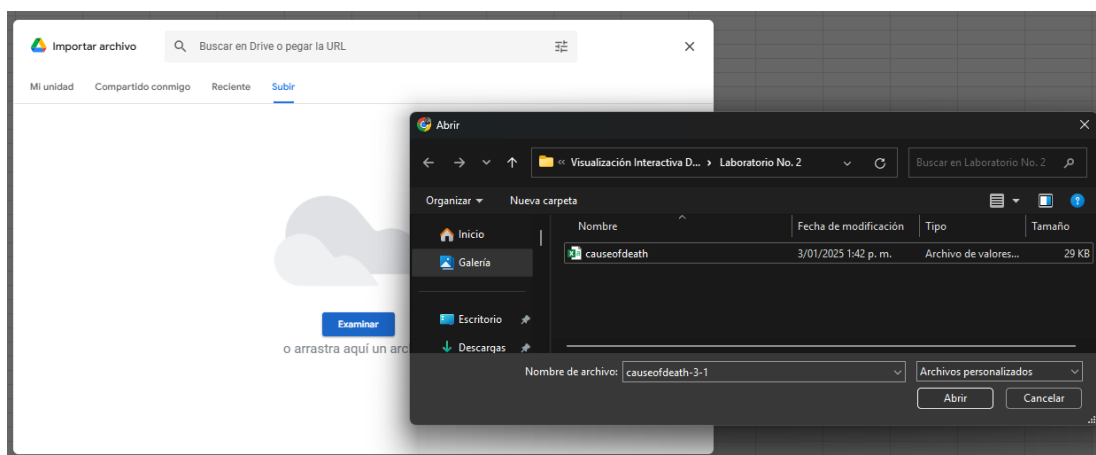 Importar archivo
Buscar en Drive o pegar la URL
Mi unidad Compartido conmigo Reciente Subir
Examinar
o arrastra aquí un arc
Abrir
« Visualización Interactiva D... › Laboratorio No. 2
Buscar en Laboratorio No. 2
Organizar Nueva carpeta
Inicio
Galería
Escritorio
Descargas
Nombre Fecha de modificación Tipo Tamaño
causeofdeath 3/01/2025 1:42 p. m. Archivo de valores... 29 KB
Nombre de archivo: causeofdeath-3-1 Archivos personalizados
Abrir Cancelar